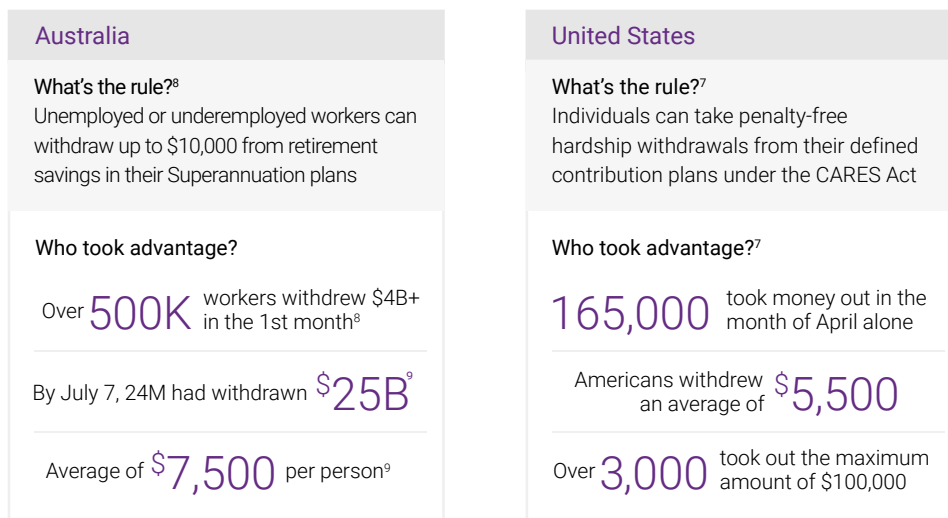 Australia
What's the rule?⁸
Unemployed or underemployed workers can
withdraw up to $10,000 from retirement
savings in their Superannuation plans
Who took advantage?
Over 500K workers withdrew $4B+
in the 1st month⁸
By July 7, 24M had withdrawn $25B⁹
Average of $7,500 per person⁹
United States
What's the rule?⁷
Individuals can take penalty-free
hardship withdrawals from their defined
contribution plans under the CARES Act
Who took advantage?⁷
165,000 took money out in the
month of April alone
Americans withdrew
an average of $5,500
Over 3,000 took out the maximum
amount of $100,000